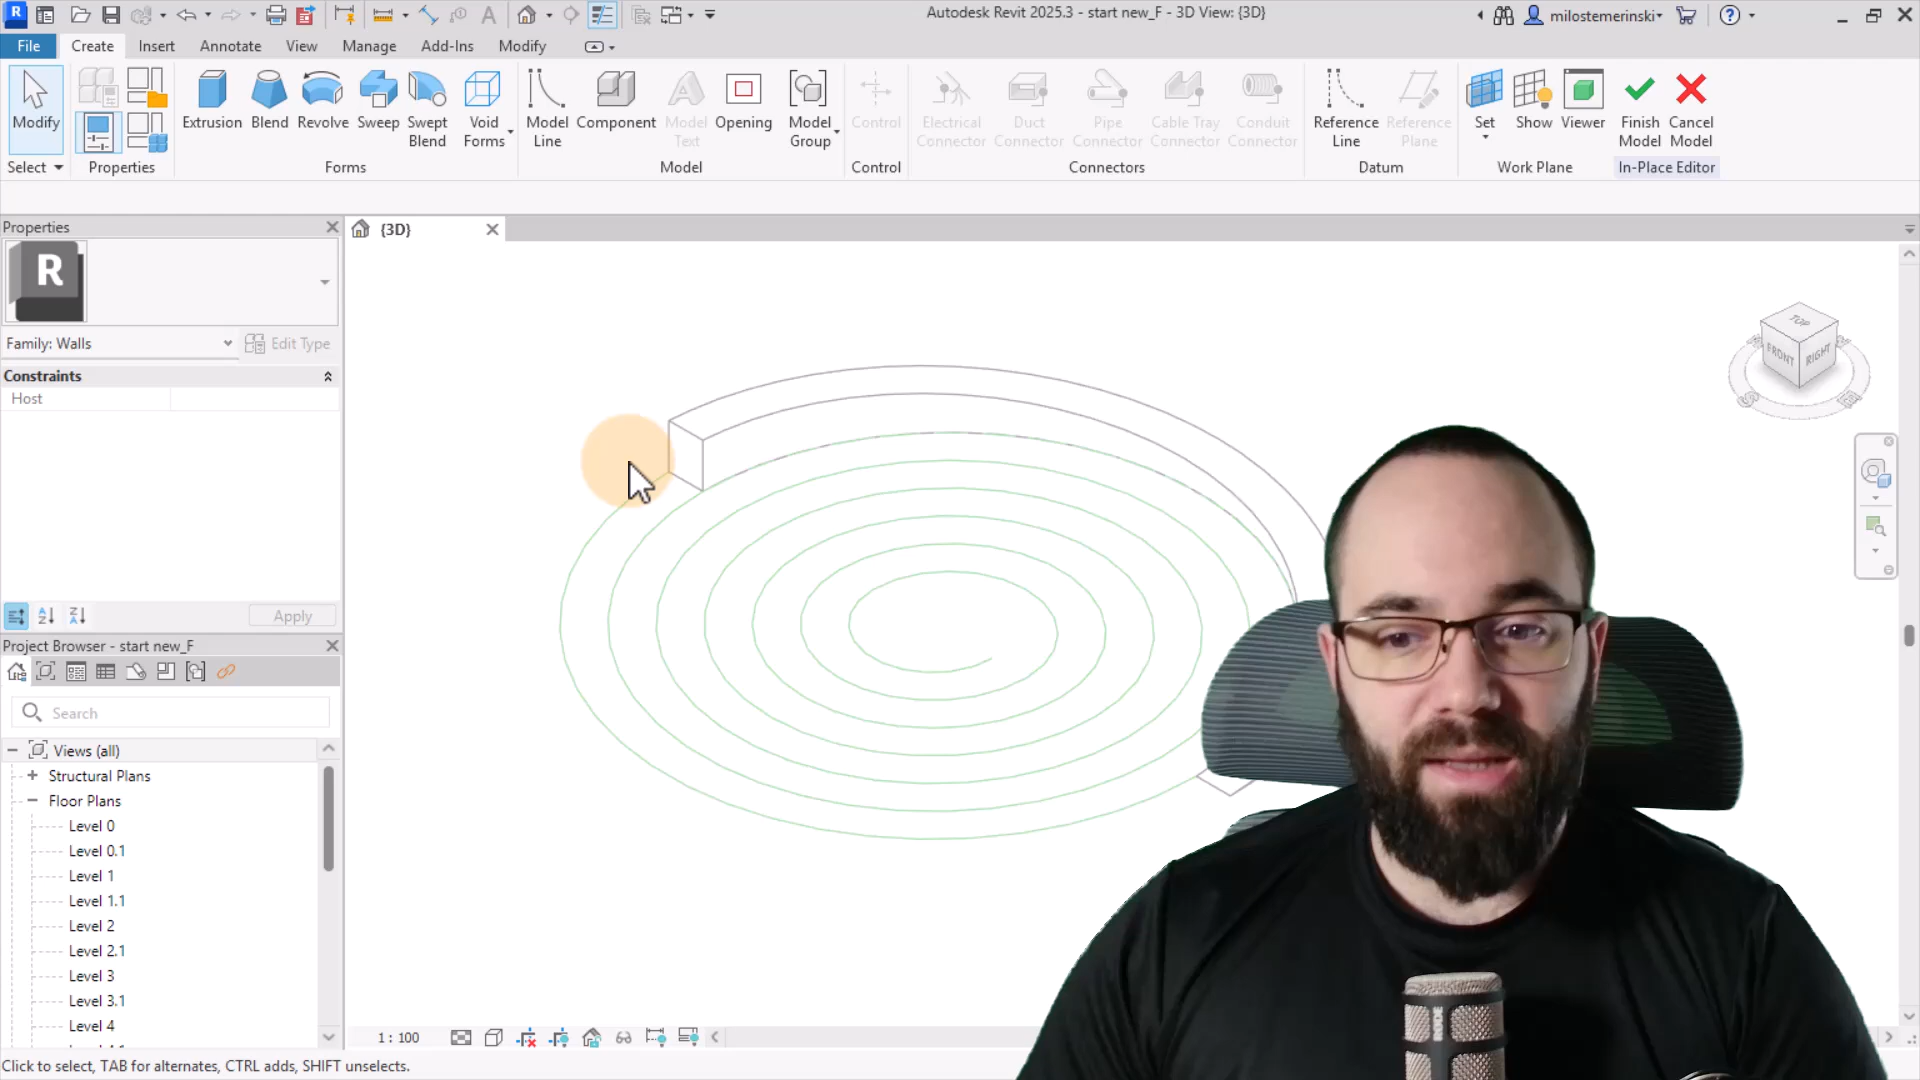 Autodesk Revit 2025.3 - start new_F - 3D View: {3D}
milostemerinski
File Create Insert Annotate View Manage Add-Ins Modify
Modify
Extrusion
Blend
Revolve
Sweep
Swept Blend
Void Forms
Model Line
Component
Model Text
Opening
Model Group
Control
Electrical Connector
Duct Connector
Pipe Connector
Cable Tray Connector
Conduit Connector
Reference Line
Reference Plane
Set
Show
Viewer
Finish Model
Cancel Model
Select Properties Forms Model Control Connectors Datum Work Plane In-Place Editor
Properties
{3D}
R
Family: Walls
Edit Type
Constraints
Host
Apply
TOP
FRONT
RIGHT
Project Browser - start new_F
Search
Views (all)
Structural Plans
Floor Plans
Level 0
Level 0.1
Level 1
Level 1.1
Level 2
Level 2.1
Level 3
Level 3.1
Level 4
1 : 100
Click to select, TAB for alternates, CTRL adds, SHIFT unselects.